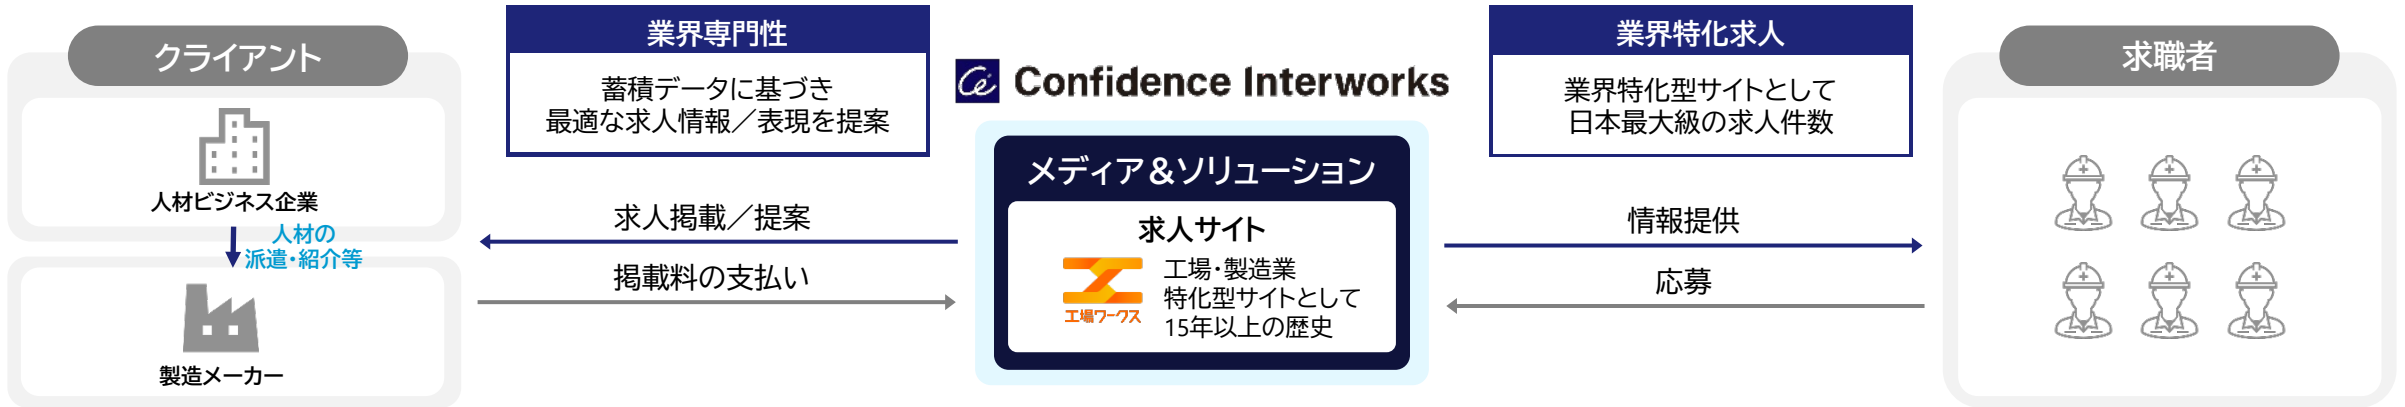 クライアント
人材ビジネス企業
人材の
派遣・紹介等
製造メーカー
業界専門性
蓄積データに基づき
最適な求人情報／表現を提案
求人掲載／提案
掲載料の支払い
Confidence Interworks
メディア＆ソリューション
求人サイト
工場ワークス
工場・製造業
特化型サイトとして
15年以上の歴史
業界特化求人
業界特化型サイトとして
日本最大級の求人件数
情報提供
応募
求職者